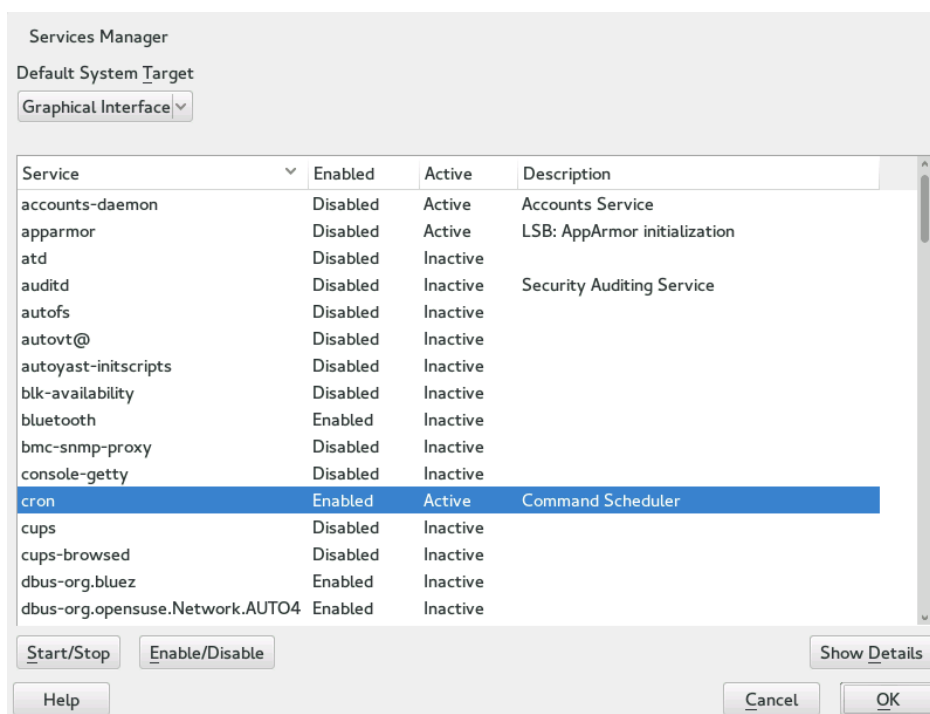 Services Manager
Default System Target
Graphical Interface
Service Enabled Active Description
accounts-daemon Disabled Active Accounts Service
apparmor Disabled Active LSB: AppArmor initialization
atd Disabled Inactive
auditd Disabled Inactive Security Auditing Service
autofs Disabled Inactive
autovt@ Disabled Inactive
autoyast-initscripts Disabled Inactive
blk-availability Disabled Inactive
bluetooth Enabled Inactive
bmc-snmp-proxy Disabled Inactive
console-getty Disabled Inactive
cron Enabled Active Command Scheduler
cups Disabled Inactive
cups-browsed Disabled Inactive
dbus-org.bluez Enabled Inactive
dbus-org.opensuse.Network.AUTO4 Enabled Inactive
Start/Stop Enable/Disable Show Details
Help Cancel OK